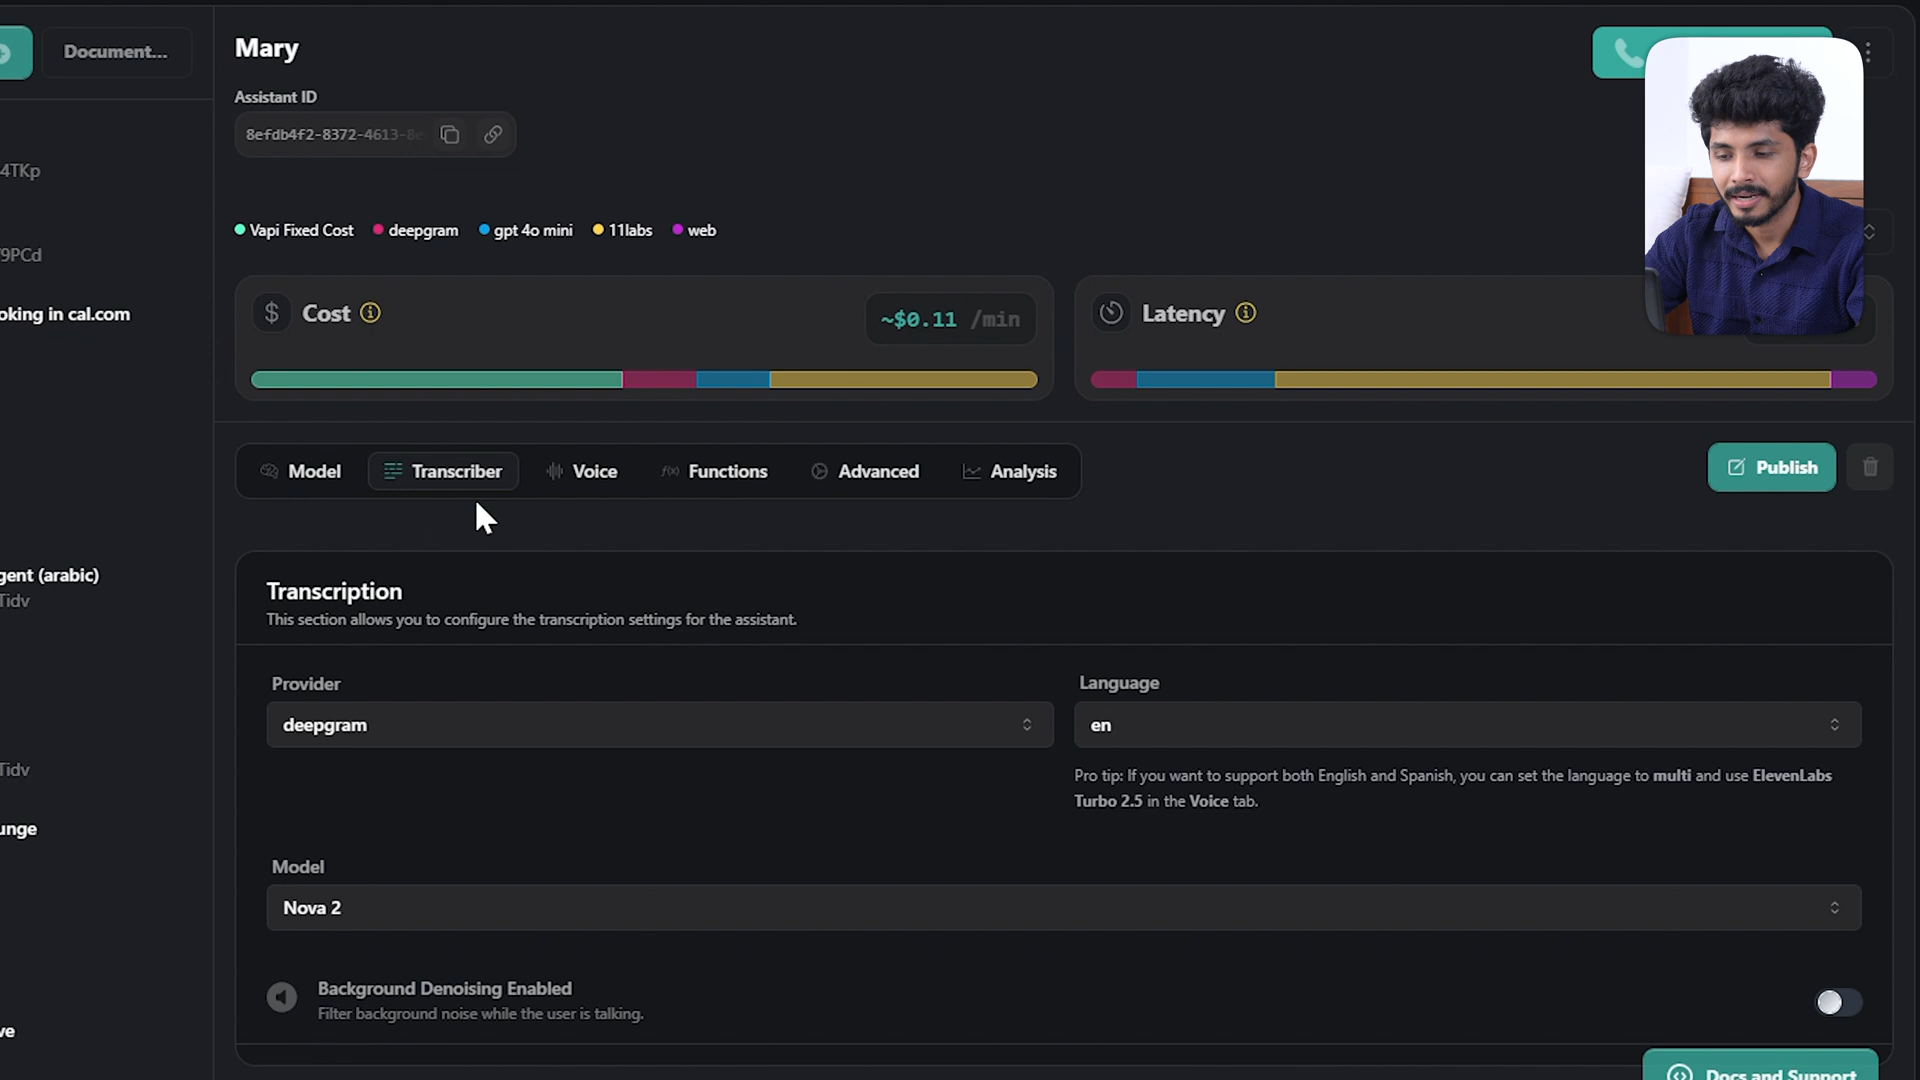 Document...
Mary
Assistant ID
8efdb4f2-8372-4613-8e
4TKp
Vapi Fixed Cost
deepgram
gpt 4o mini
11labs
web
9PCd
oking in cal.com
$ Cost
~$0.11 /min
Latency
Model
Transcriber
Voice
Functions
Advanced
Analysis
Publish
gent (arabic)
Tidv
Transcription
This section allows you to configure the transcription settings for the assistant.
Provider
Language
deepgram
en
Tidv
Pro tip: If you want to support both English and Spanish, you can set the language to multi and use ElevenLabs
Turbo 2.5 in the Voice tab.
unge
Model
Nova 2
Background Denoising Enabled
Filter background noise while the user is talking.
ve
Docs and Support